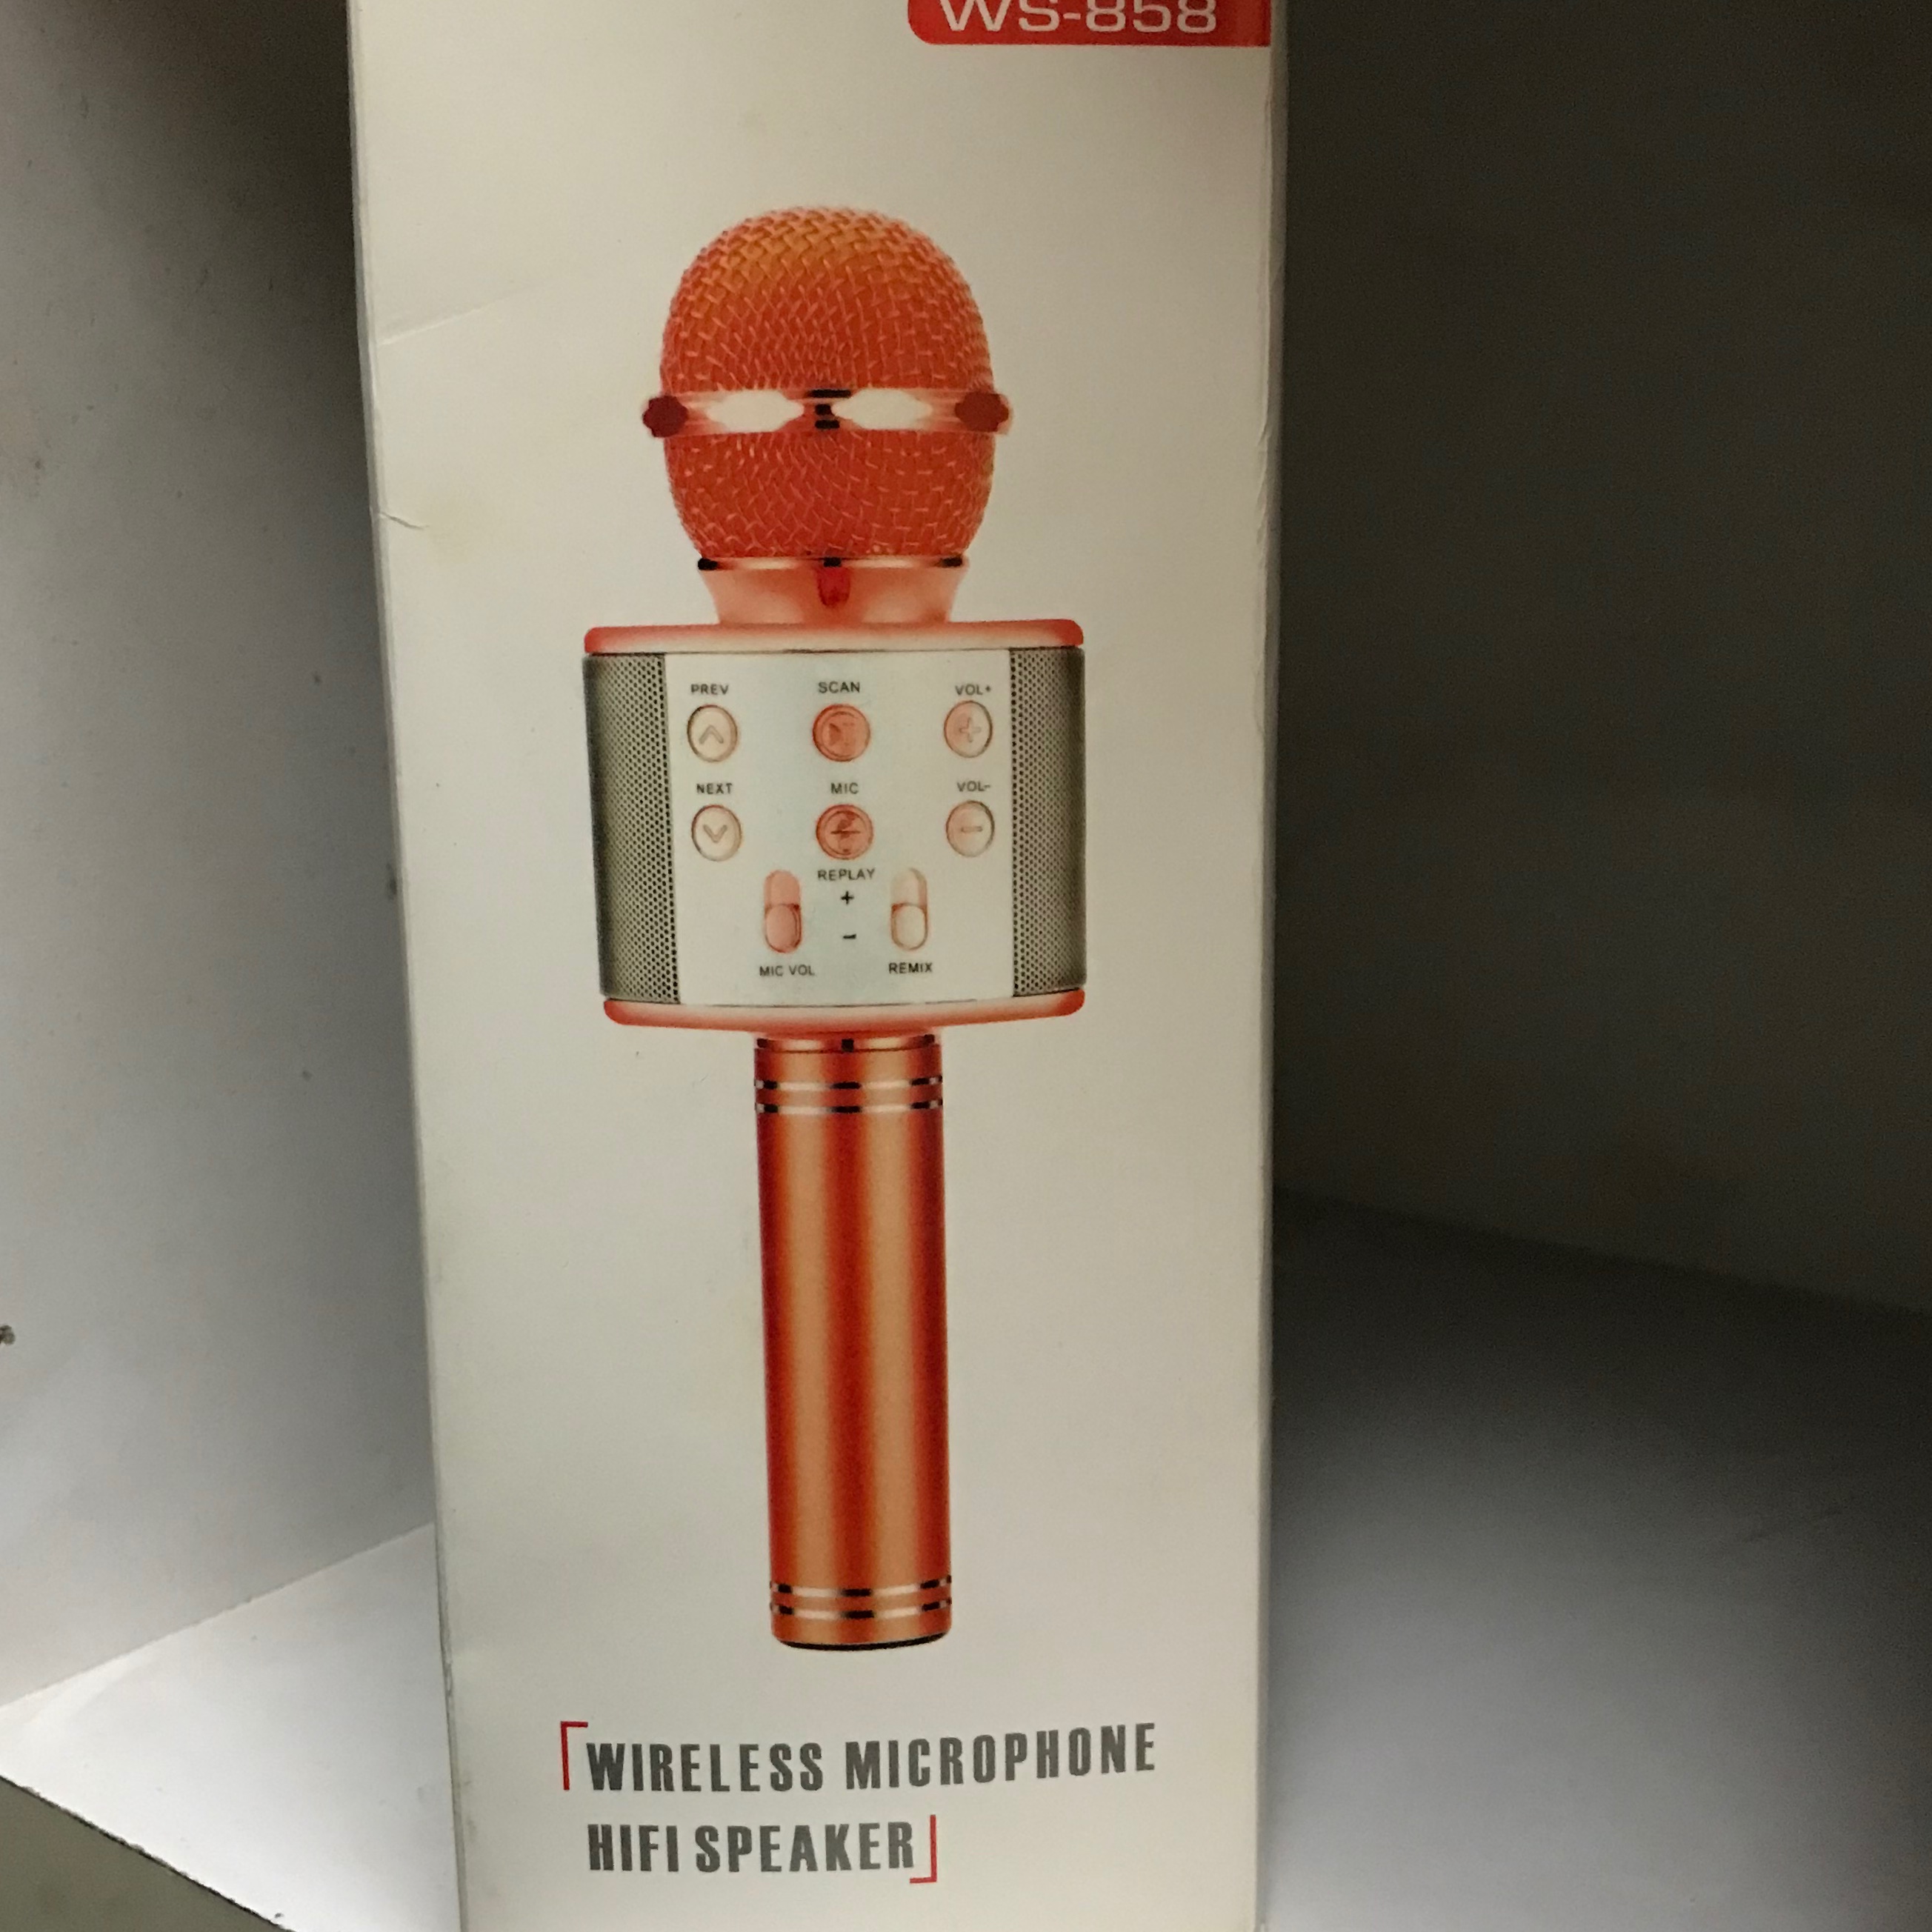 WS-858
PREV SCAN VOL+
NEXT MIC VOL-
REPLAY
+
-
MIC VOL REMIX
WIRELESS MICROPHONE
HIFI SPEAKER